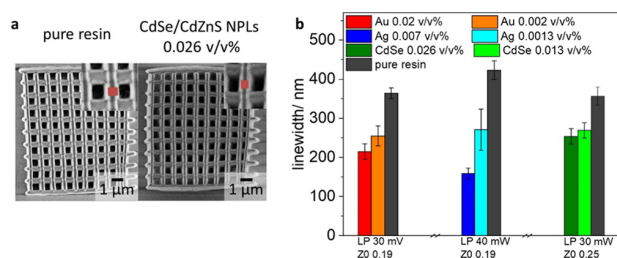 a
pure resin
CdSe/CdZnS NPLs
0.026 v/v%
1 μm
1 μm
b
Au 0.02 v/v%
Au 0.002 v/v%
Ag 0.007 v/v%
Ag 0.0013 v/v%
CdSe 0.026 v/v%
CdSe 0.013 v/v%
pure resin
linewidth/ nm
500
400
300
200
100
0
LP 30 mV
Z0 0.19
LP 40 mW
Z0 0.19
LP 30 mW
Z0 0.25